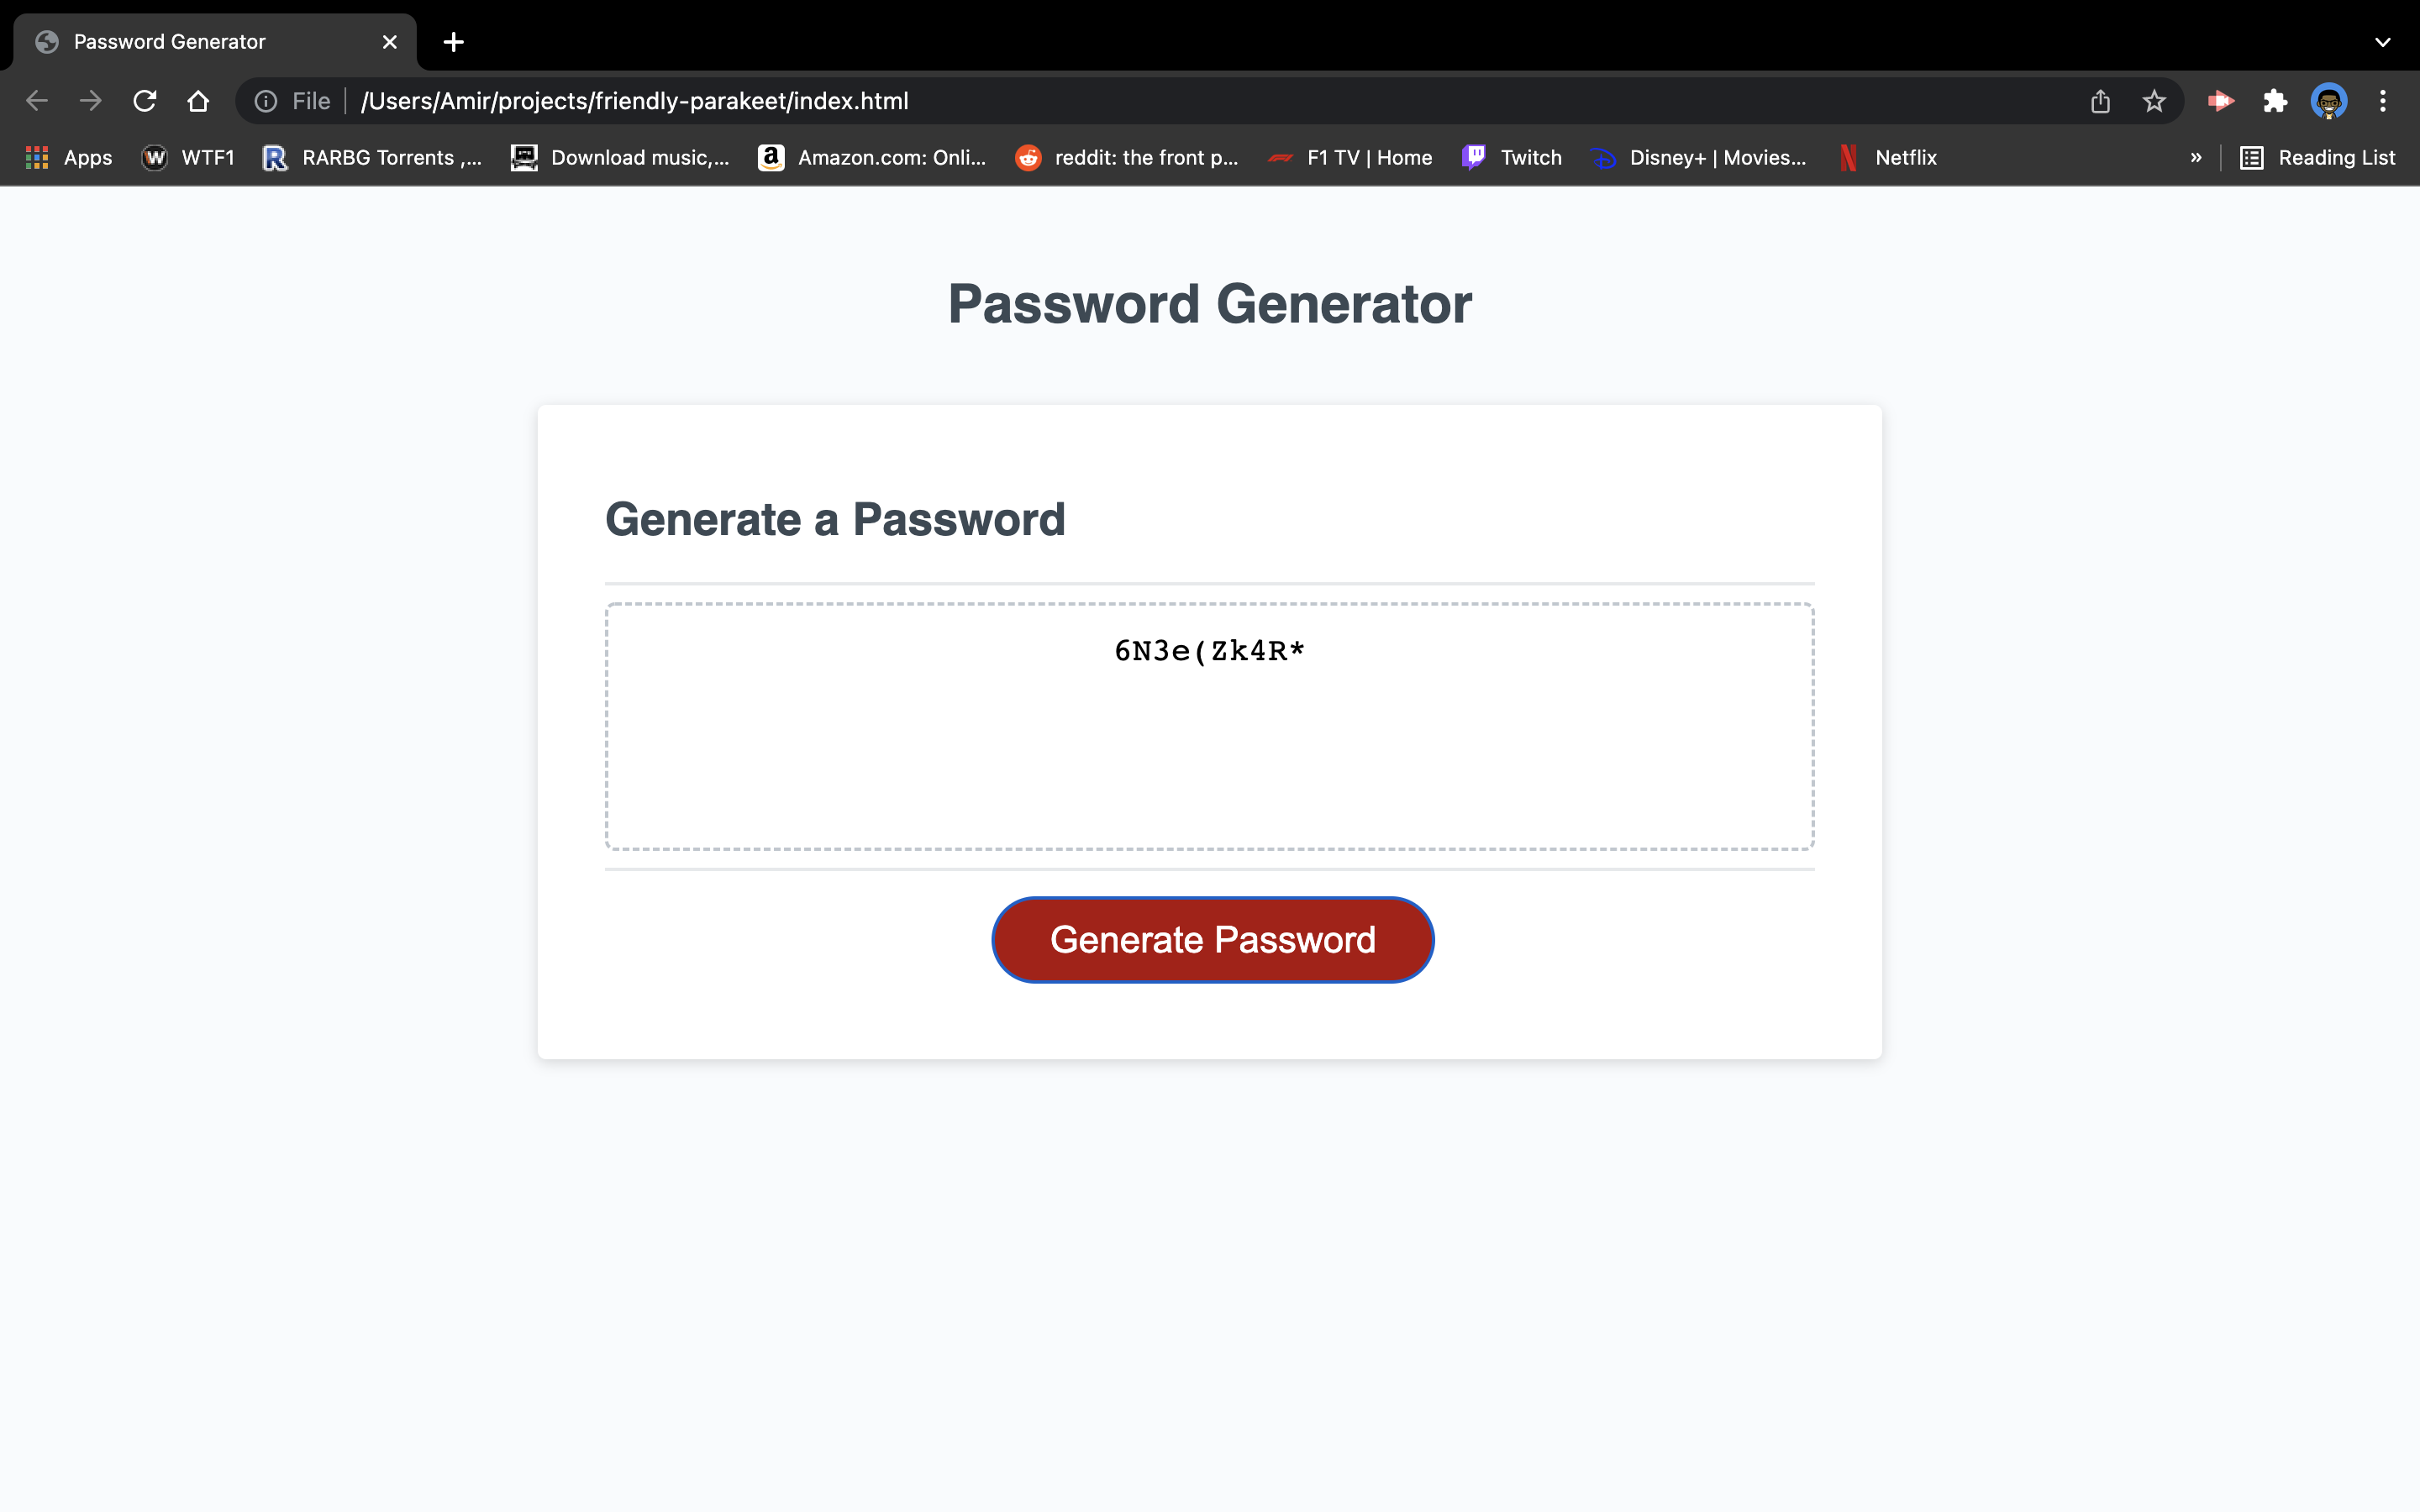 Password Generator
File /Users/Amir/projects/friendly-parakeet/index.html
Apps WTF1 RARBG Torrents ,... Download music,... Amazon.com: Onli... reddit: the front p... F1 TV | Home Twitch Disney+ | Movies... Netflix » Reading List
Password Generator
Generate a Password
6N3e(Zk4R*
Generate Password